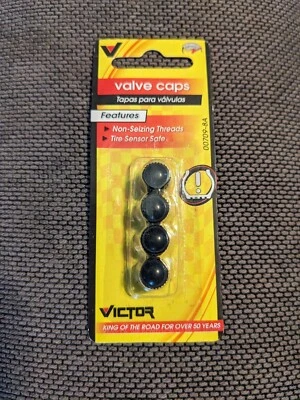 valve caps
Tapas para válvulas
Features
Non-Seizing Threads
Tire Sensor Safe
00709-8A
VICTOR
KING OF THE ROAD FOR OVER 50 YEARS